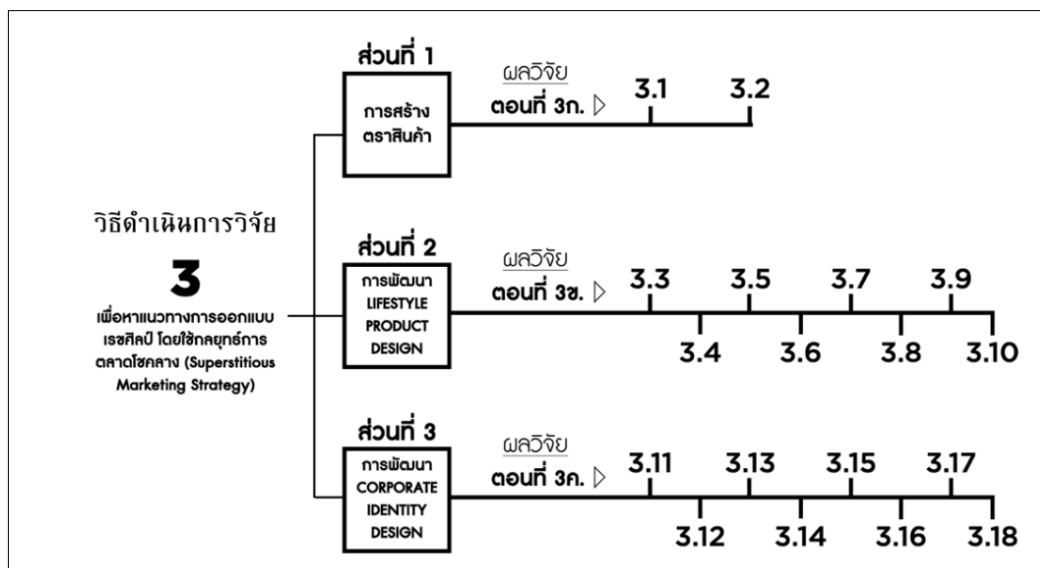 วิธีดำเนินการวิจัย
3
เพื่อหาแนวทางการออกแบบ
เรขศิลป์ โดยใช้กลยุทธ์การ
ตลาดโชคลาง (Superstitious
Marketing Strategy)
ส่วนที่ 1
การสร้าง
ตราสินค้า
ผลวิจัย
ตอนที่ 3ก.
3.1 3.2
ส่วนที่ 2
การพัฒนา
LIFESTYLE
PRODUCT
DESIGN
ผลวิจัย
ตอนที่ 3ข.
3.3 3.5 3.7 3.9
3.4 3.6 3.8 3.10
ส่วนที่ 3
การพัฒนา
CORPORATE
IDENTITY
DESIGN
ผลวิจัย
ตอนที่ 3ค.
3.11 3.13 3.15 3.17
3.12 3.14 3.16 3.18